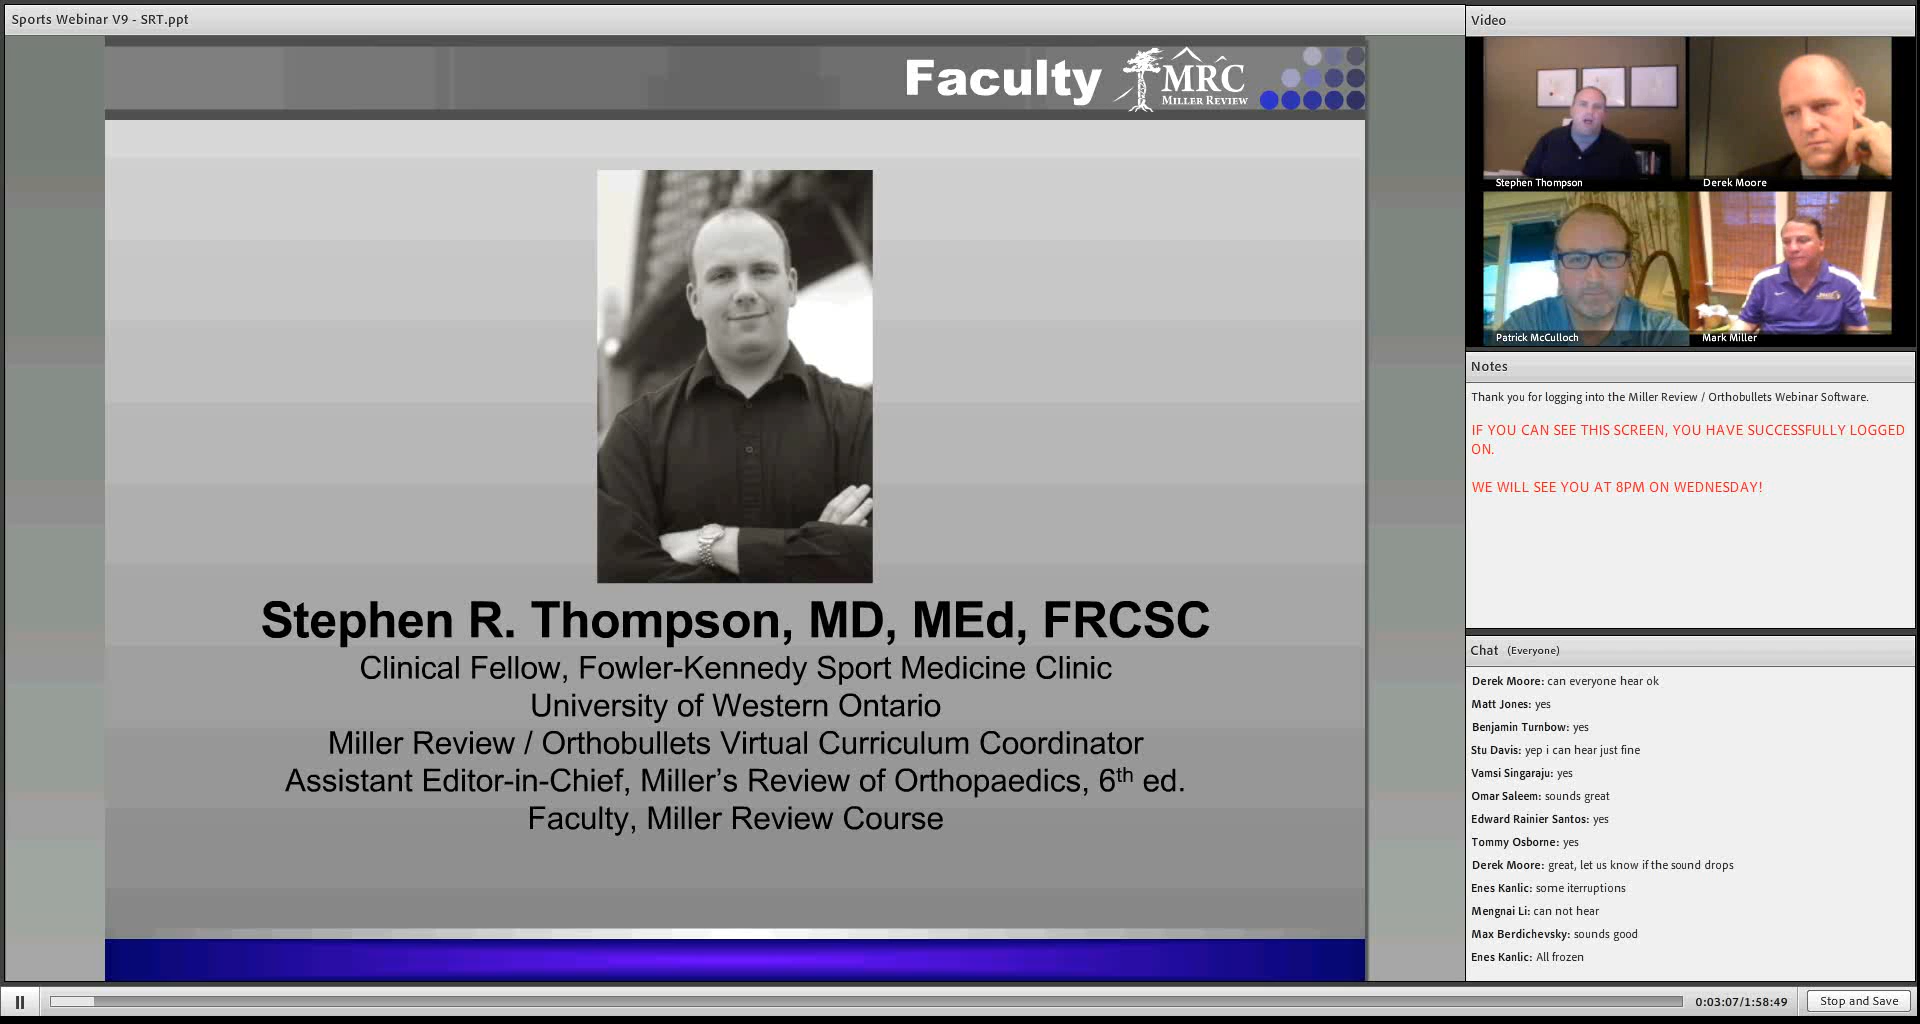 Sports Webinar V9 - SRT.ppt
Faculty
MRC
MILLER REVIEW
Stephen R. Thompson, MD, MEd, FRCSC
Clinical Fellow, Fowler-Kennedy Sport Medicine Clinic
University of Western Ontario
Miller Review / Orthobullets Virtual Curriculum Coordinator
Assistant Editor-in-Chief, Miller’s Review of Orthopaedics, 6th ed.
Faculty, Miller Review Course
Video
Stephen Thompson
Derek Moore
Patrick McCulloch
Mark Miller
Notes
Thank you for logging into the Miller Review / Orthobullets Webinar Software.
IF YOU CAN SEE THIS SCREEN, YOU HAVE SUCCESSFULLY LOGGED
ON.
WE WILL SEE YOU AT 8PM ON WEDNESDAY!
Chat (Everyone)
Derek Moore: can everyone hear ok
Matt Jones: yes
Benjamin Turnbow: yes
Stu Davis: yep i can hear just fine
Vamsi Singaraju: yes
Omar Saleem: sounds great
Edward Rainier Santos: yes
Tommy Osborne: yes
Derek Moore: great, let us know if the sound drops
Enes Kanlic: some iterruptions
Mengnai Li: can not hear
Max Berdichevsky: sounds good
Enes Kanlic: All frozen
0:03:07/1:58:49
Stop and Save